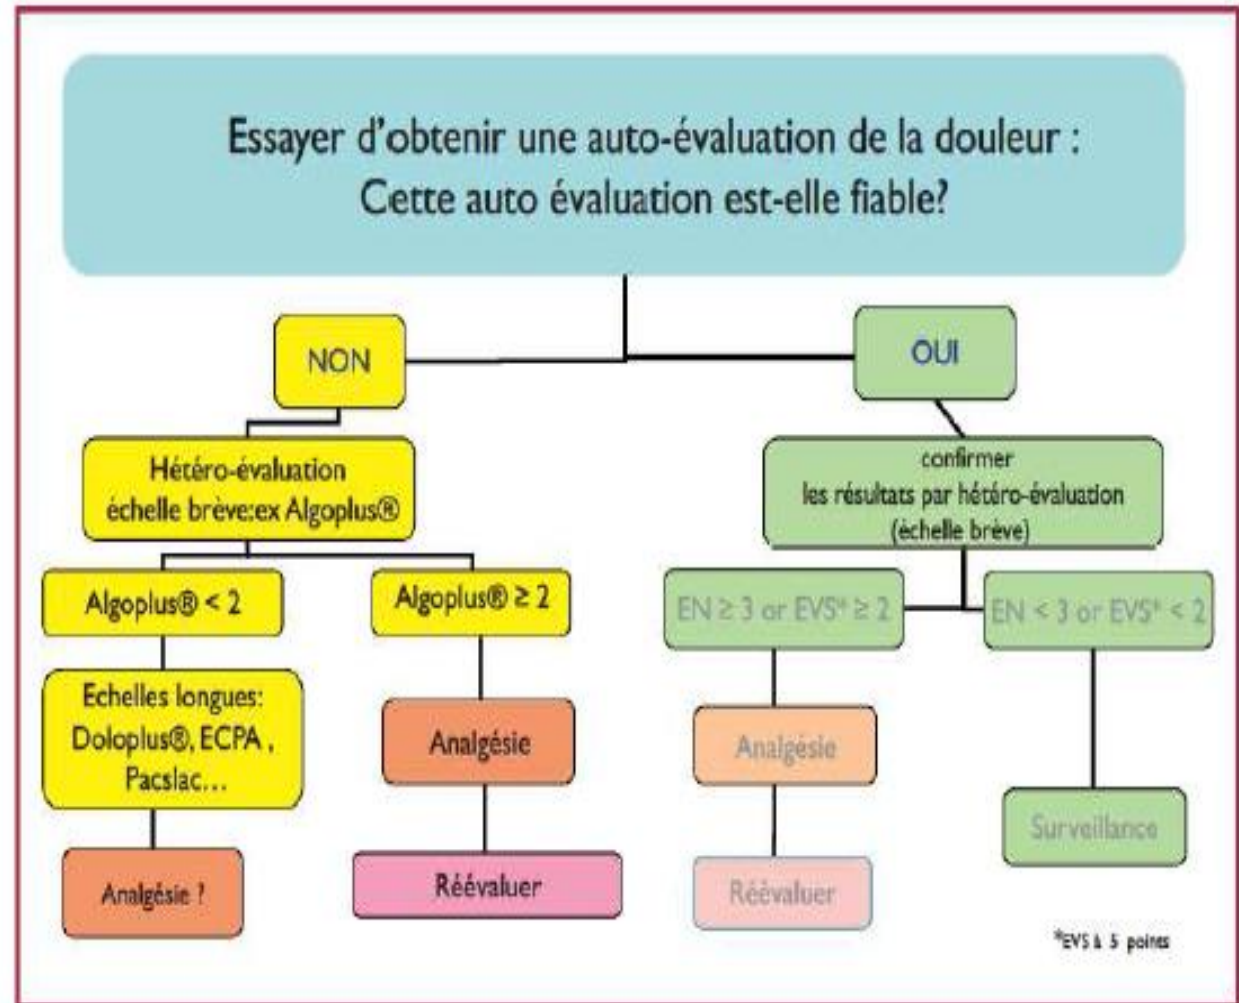 Essayer d'obtenir une auto-évaluation de la douleur :
Cette auto évaluation est-elle fiable?
NON
OUI
Hétéro-évaluation
échelle brève:ex Algoplus®
confirmer
les résultats par hétéro-évaluation
(échelle brève)
Algoplus® < 2
Algoplus® ≥ 2
EN ≥ 3 or EVS* ≥ 2
EN < 3 or EVS* < 2
Echelles longues:
Doloplus®, ECPA ,
Pacslac...
Analgésie
Analgésie
Surveillance
Analgésie ?
Réévaluer
Réévaluer
*EVS à 5 points